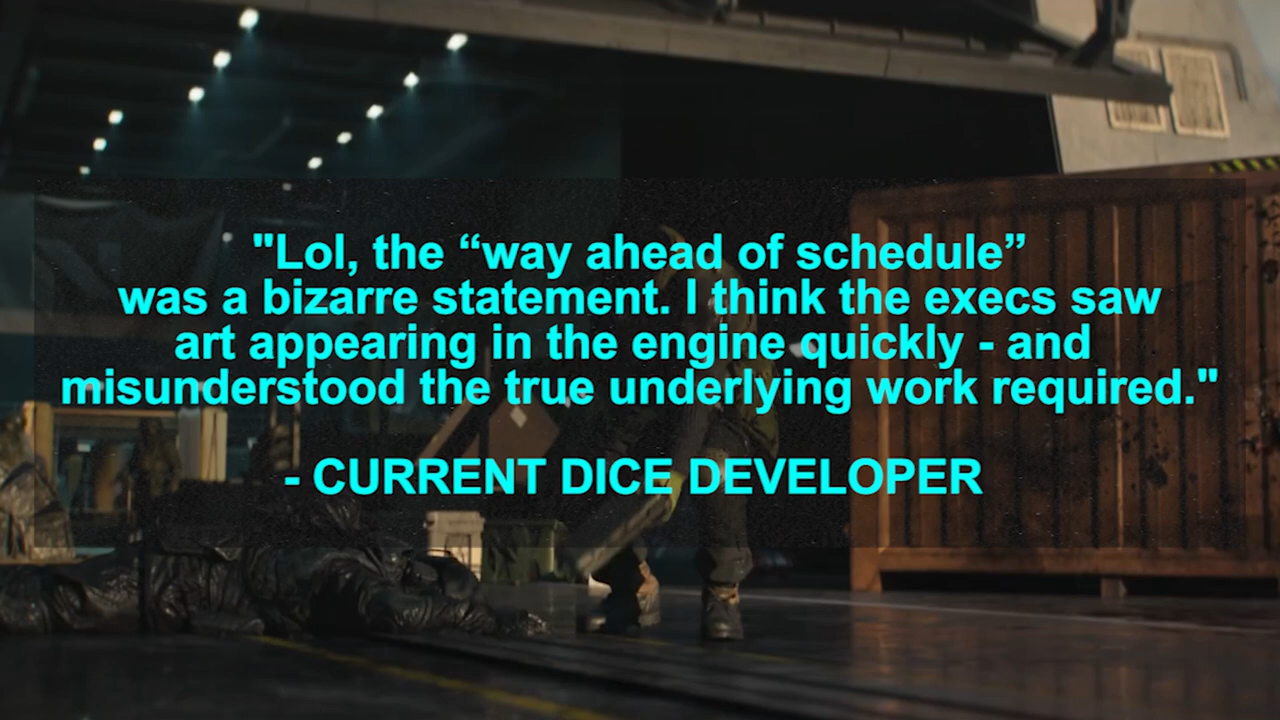 "Lol, the “way ahead of schedule”
was a bizarre statement. I think the execs saw
art appearing in the engine quickly - and
misunderstood the true underlying work required."
- CURRENT DICE DEVELOPER